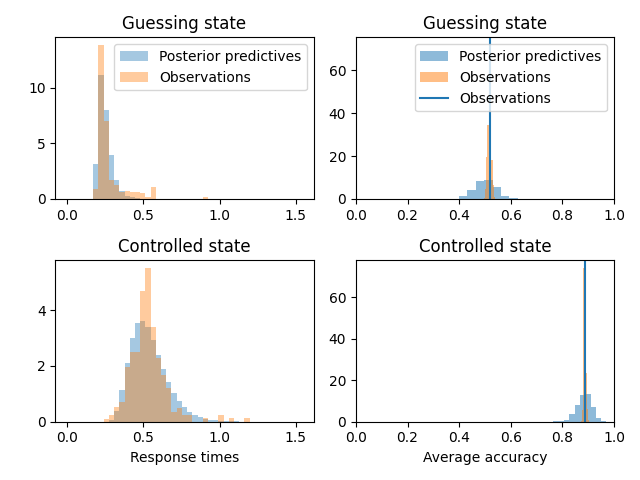 Guessing state
Posterior predictives
Observations
10
5
0
0.0 0.5 1.0 1.5
Guessing state
Posterior predictives
Observations
Observations
60
40
20
0
0.0 0.2 0.4 0.6 0.8 1.0
Controlled state
4
2
0
0.0 0.5 1.0 1.5
Response times
Controlled state
60
40
20
0
0.0 0.2 0.4 0.6 0.8 1.0
Average accuracy